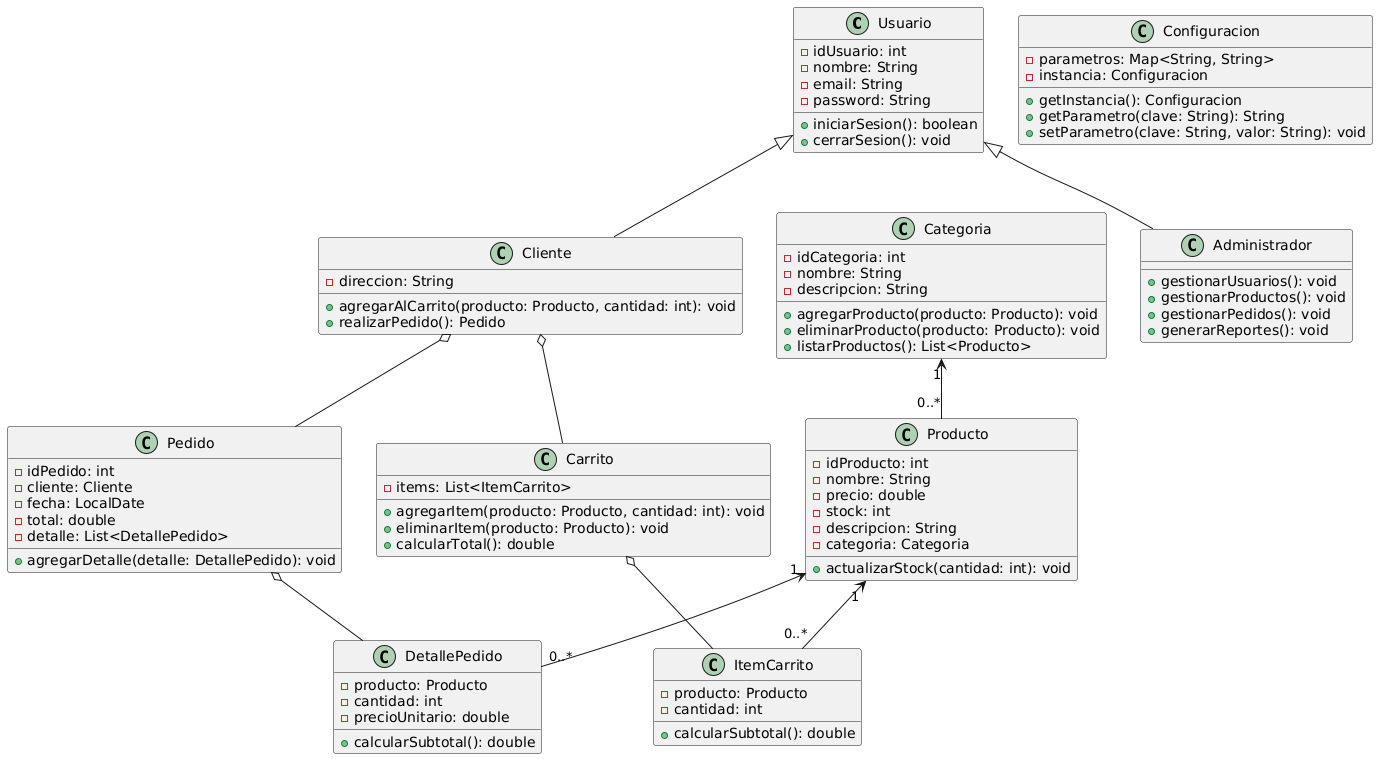 C Usuario
idUsuario: int
nombre: String
email: String
password: String
iniciarSesion(): boolean
cerrarSesion(): void
C Configuracion
parametros: Map<String, String>
instancia: Configuracion
getInstancia(): Configuracion
getParametro(clave: String): String
setParametro(clave: String, valor: String): void
C Cliente
direccion: String
agregarAlCarrito(producto: Producto, cantidad: int): void
realizarPedido(): Pedido
C Categoria
idCategoria: int
nombre: String
descripcion: String
agregarProducto(producto: Producto): void
eliminarProducto(producto: Producto): void
listarProductos(): List<Producto>
C Administrador
gestionarUsuarios(): void
gestionarProductos(): void
gestionarPedidos(): void
generarReportes(): void
1
0..*
C Pedido
idPedido: int
cliente: Cliente
fecha: LocalDate
total: double
detalle: List<DetallePedido>
agregarDetalle(detalle: DetallePedido): void
C Carrito
items: List<ItemCarrito>
agregarItem(producto: Producto, cantidad: int): void
eliminarItem(producto: Producto): void
calcularTotal(): double
C Producto
idProducto: int
nombre: String
precio: double
stock: int
descripcion: String
categoria: Categoria
actualizarStock(cantidad: int): void
1
1
0..*
0..*
C DetallePedido
producto: Producto
cantidad: int
precioUnitario: double
calcularSubtotal(): double
C ItemCarrito
producto: Producto
cantidad: int
calcularSubtotal(): double